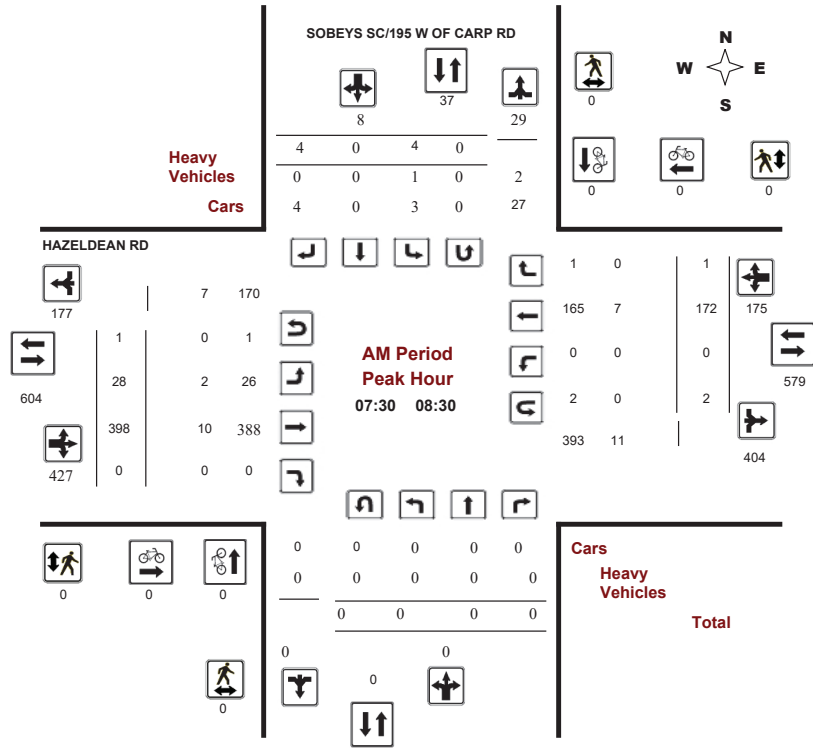 SOBEYS SC/195 W OF CARP RD
N
W E
S
37
0
8 29
4 0 4 0
Heavy
Vehicles
0 0 1 0 2
0 0 0
Cars
4 0 3 0 27
HAZELDEAN RD
177
7 170
1 0 1
604
28 2 26
398 10 388
427
0 0 0
AM Period
Peak Hour
07:30 08:30
1 0 1
165 7 172 175
0 0 0
579
2 0 2
393 11
404
0 0 0 0 0
Cars
0 0 0 0 0
Heavy
Vehicles
0 0 0
0 0 0 0
Total
0 0
0
0